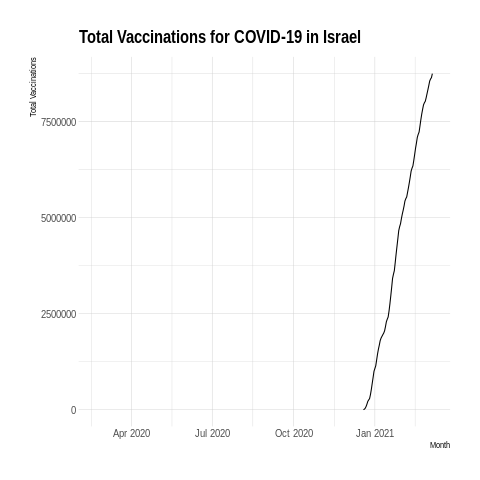 Total Vaccinations for COVID-19 in Israel
Total Vaccinations
7500000
5000000
2500000
0
Apr 2020
Jul 2020
Oct 2020
Jan 2021
Month